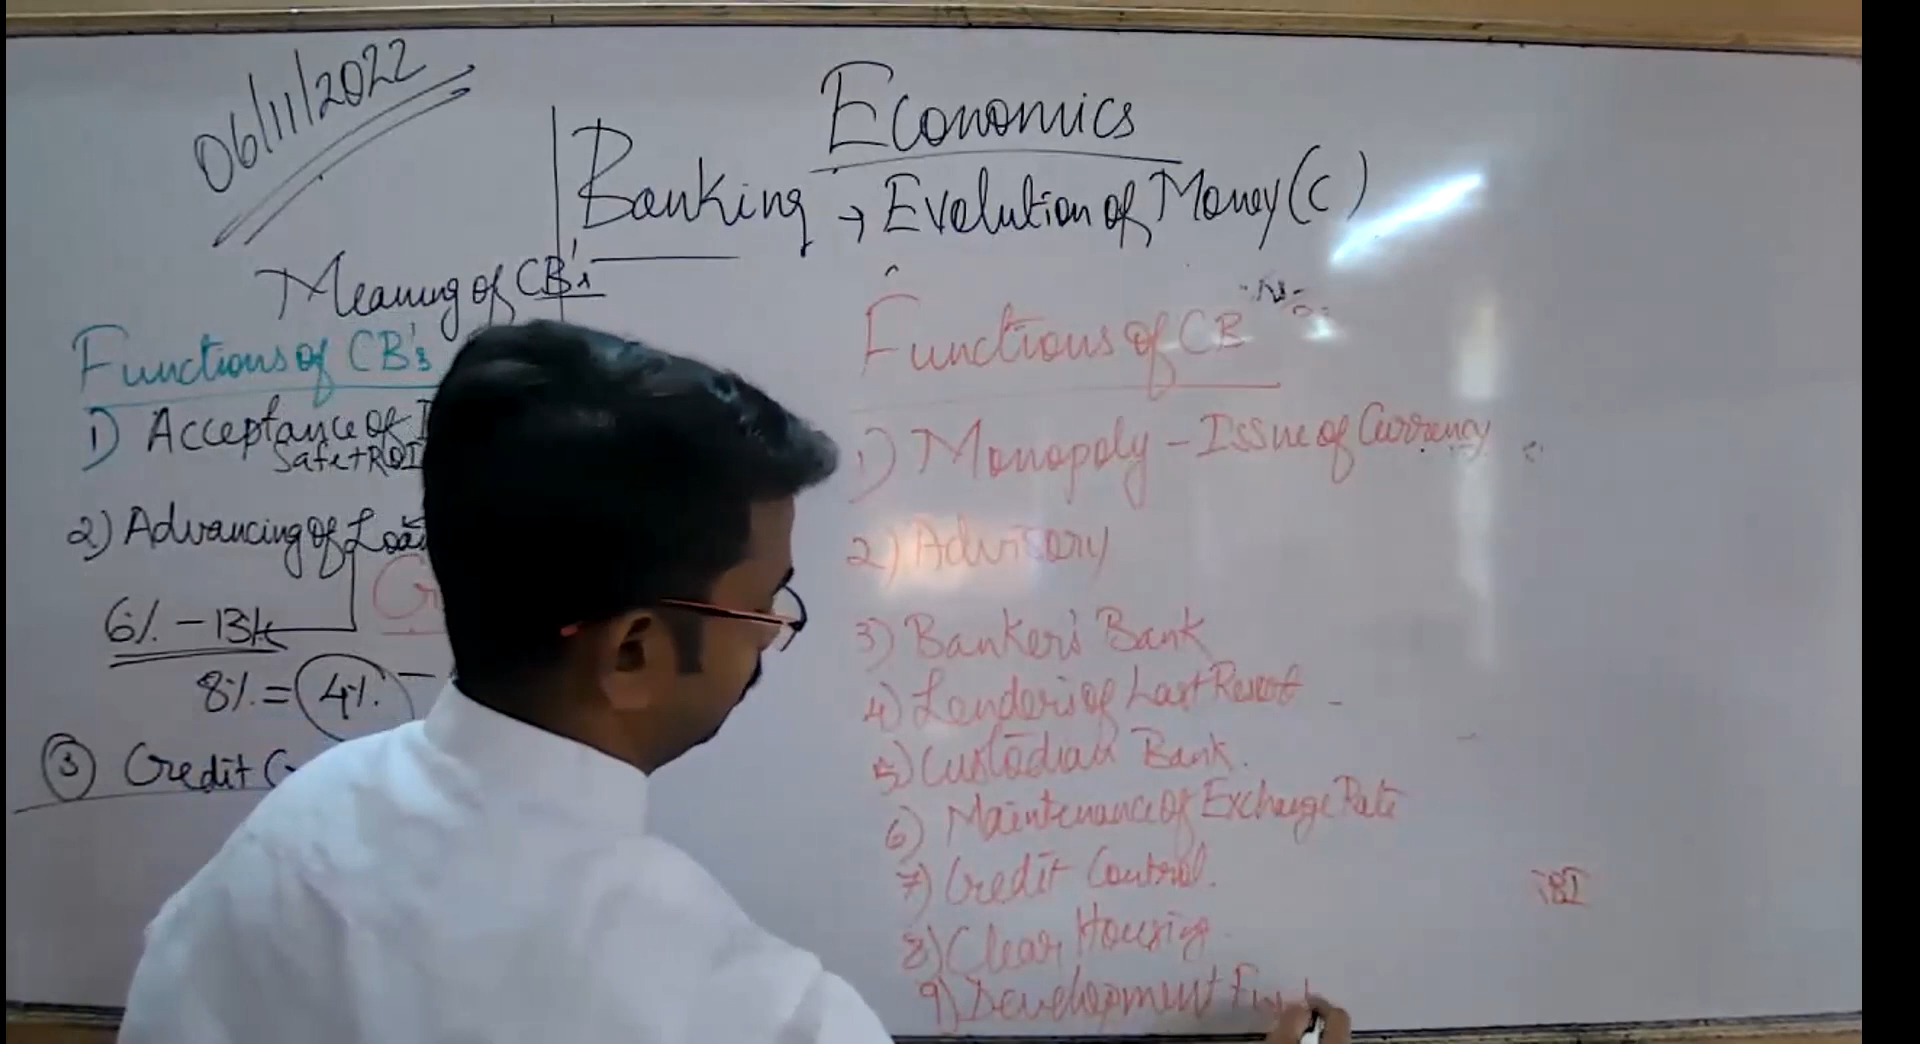 06/11/2022
Economics
Banking → Evolution of Money (C)
Meaning of CB's
Functions of CB's
1) Acceptance of
Safe+ROI
2) Advancing of Loa
6% - 13%
8% = 4% -
3 Credit
Functions of CB
1) Monopoly - Issue of Currency
2) Advisory
3) Banker's Bank
4) Lender's of Last Resort
5) Custodian Bank.
6) Maintenance of Exchange Rate
7) Credit Control.
8) Clear Housing
9) Development